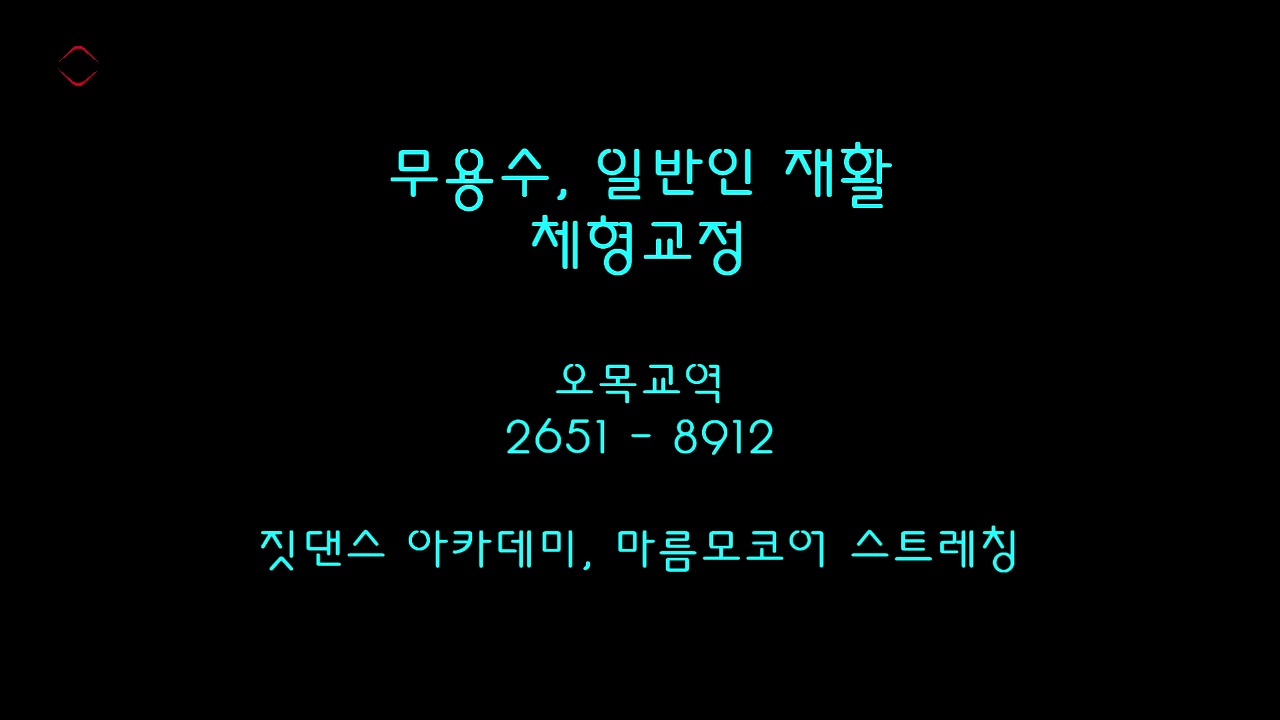 무용수, 일반인 재활
체형교정
오목교역
2651 - 8912
짓댄스 아카데미, 마름모코어 스트레칭